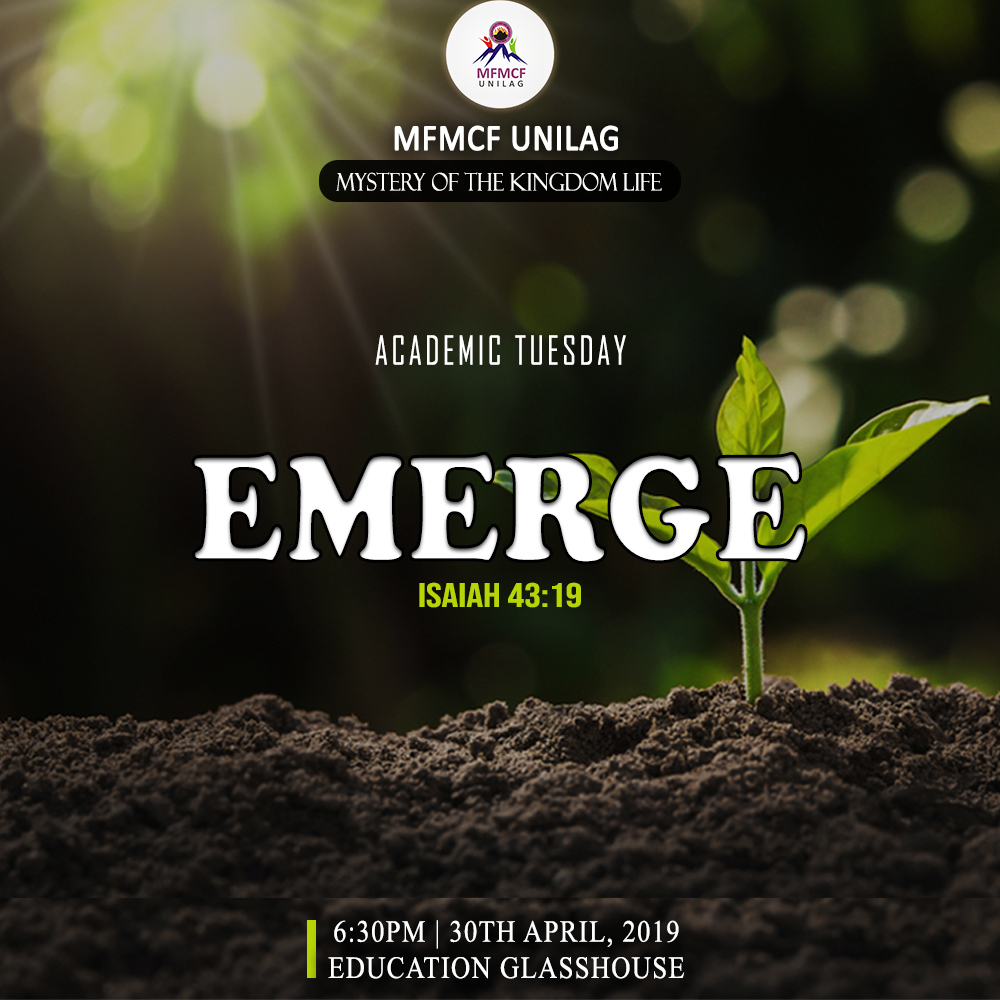 MFMCF
UNILAG
MFMCF UNILAG
MYSTERY OF THE KINGDOM LIFE
ACADEMIC TUESDAY
EMERGE
ISAIAH 43:19
6:30PM | 30TH APRIL, 2019
EDUCATION GLASSHOUSE